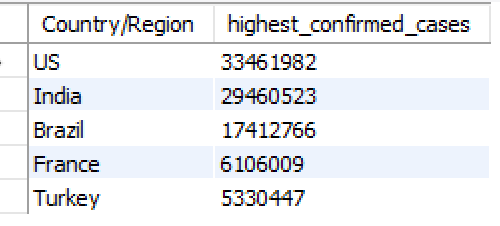 Country/Region highest_confirmed_cases
US 33461982
India 29460523
Brazil 17412766
France 6106009
Turkey 5330447